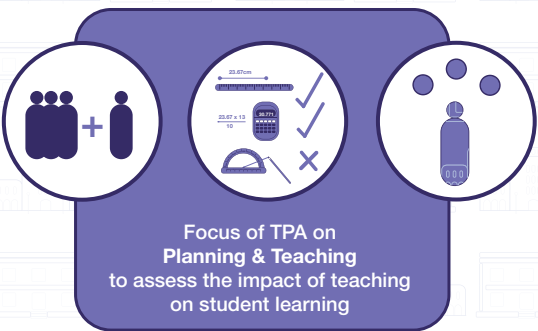 23.67cm
23.67 x 13
10
30.771
+
Focus of TPA on
Planning & Teaching
to assess the impact of teaching
on student learning